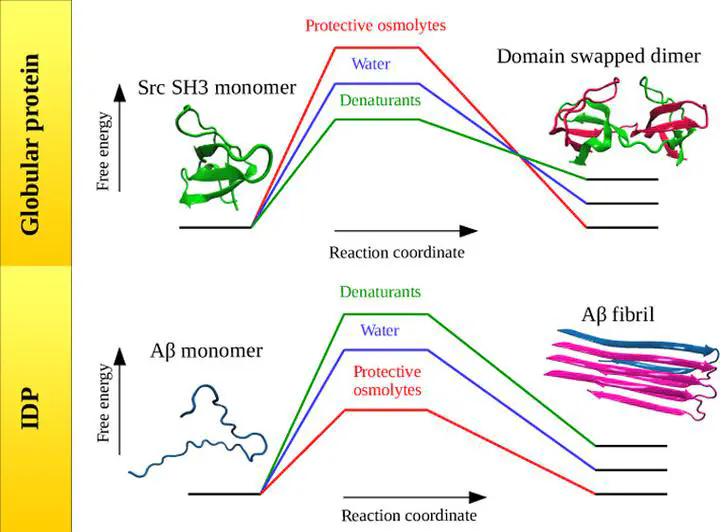 Globular protein
Protective osmolytes
Water
Denaturants
Src SH3 monomer
Domain swapped dimer
Free energy
Reaction coordinate
IDP
Denaturants
Water
Protective
osmolytes
Aβ monomer
Aβ fibril
Free energy
Reaction coordinate